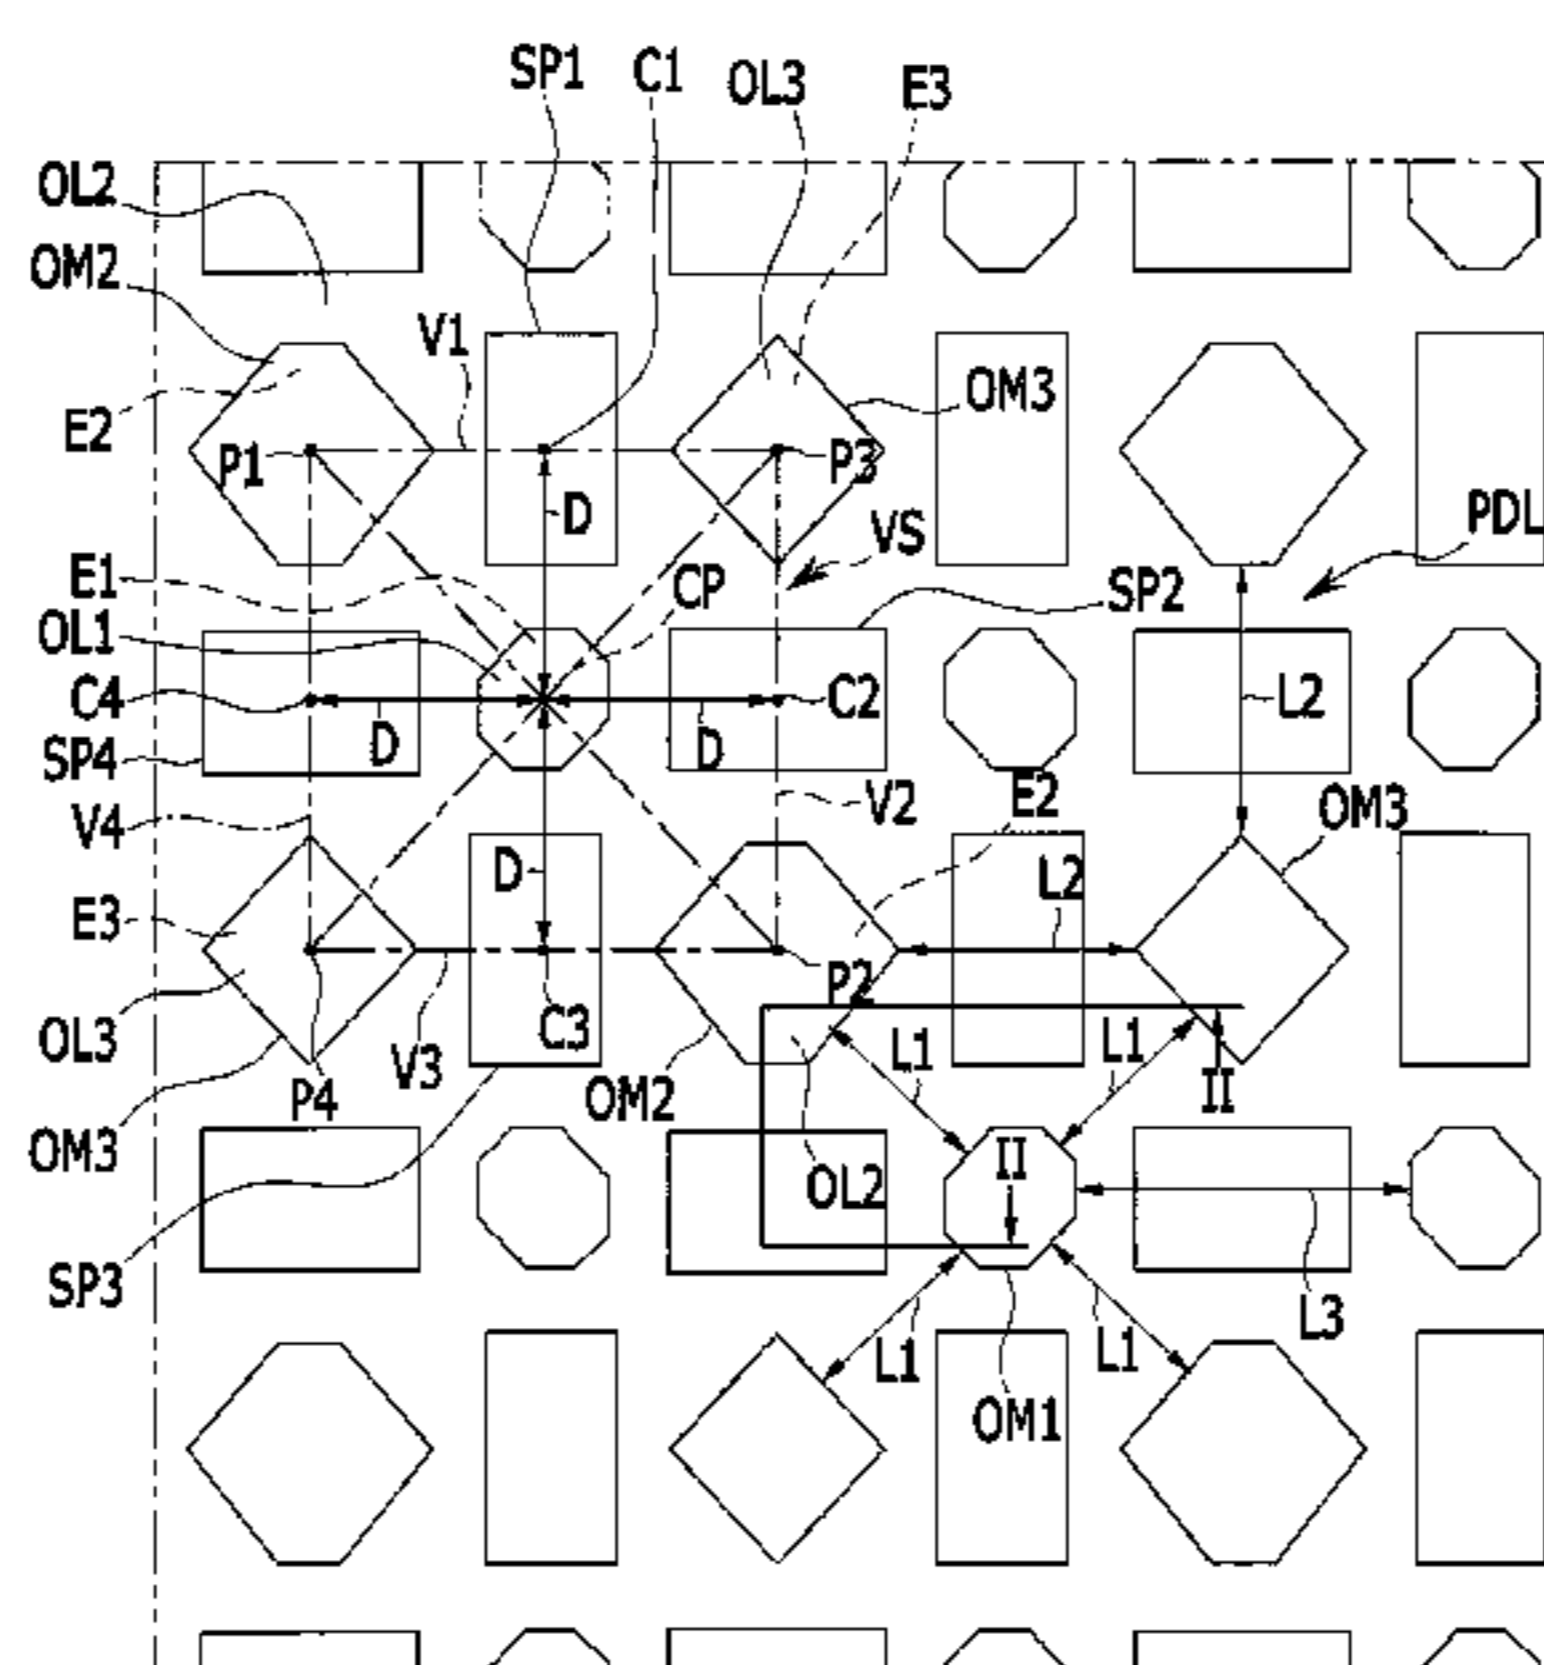 SP1 C1 OL3 E3
OL2
OM2
V1
OM3
E2
P1 P3
D
VS
PDL
E1
CP
SP2
OL1
C4 C2 L2
SP4 D D
E2
V4 V2 OM3
D L2
E3
P2
OL3 C3 L1 L1
V3
P4 OM2 II
OM3
II
OL2
SP3
L3
L1 L1
OM1